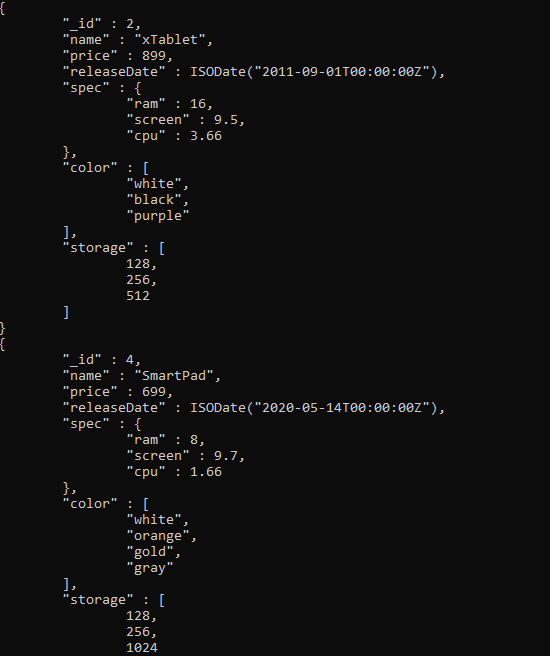 {
"_id" : 2,
"name" : "xTablet",
"price" : 899,
"releaseDate" : ISODate("2011-09-01T00:00:00Z"),
"spec" : {
"ram" : 16,
"screen" : 9.5,
"cpu" : 3.66
},
"color" : [
"white",
"black",
"purple"
],
"storage" : [
128,
256,
512
]
}
{
"_id" : 4,
"name" : "SmartPad",
"price" : 699,
"releaseDate" : ISODate("2020-05-14T00:00:00Z"),
"spec" : {
"ram" : 8,
"screen" : 9.7,
"cpu" : 1.66
},
"color" : [
"white",
"orange",
"gold",
"gray"
],
"storage" : [
128,
256,
1024